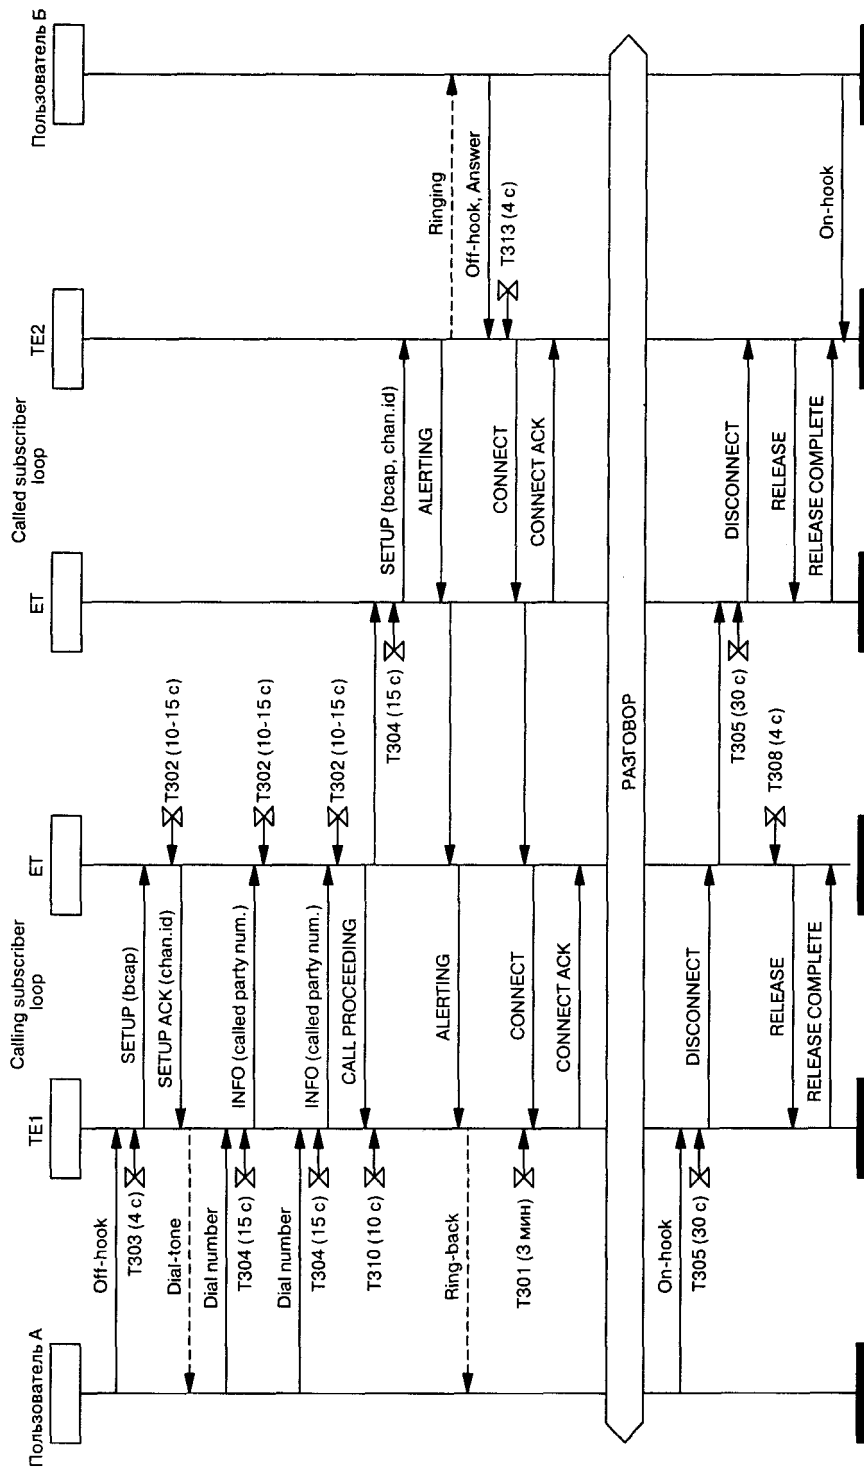 Пользователь А
TE1
Calling subscriber
loop
ET
ET
Called subscriber
loop
TE2
Пользователь Б
Off-hook
T303 (4 с)
SETUP (bcap)
T302 (10-15 с)
SETUP ACK (chan.id)
Dial-tone
Dial number
T304 (15 с)
INFO (called party num.)
T302 (10-15 с)
Dial number
T304 (15 с)
INFO (called party num.)
T302 (10-15 с)
CALL PROCEEDING
T310 (10 с)
T304 (15 с)
SETUP (bcap, chan.id)
ALERTING
Ringing
ALERTING
Ring-back
Off-hook, Answer
T313 (4 с)
CONNECT
CONNECT
T301 (3 мин)
CONNECT ACK
CONNECT ACK
РАЗГОВОР
On-hook
T305 (30 с)
DISCONNECT
T305 (30 с)
DISCONNECT
T308 (4 с)
RELEASE
RELEASE
RELEASE COMPLETE
RELEASE COMPLETE
On-hook